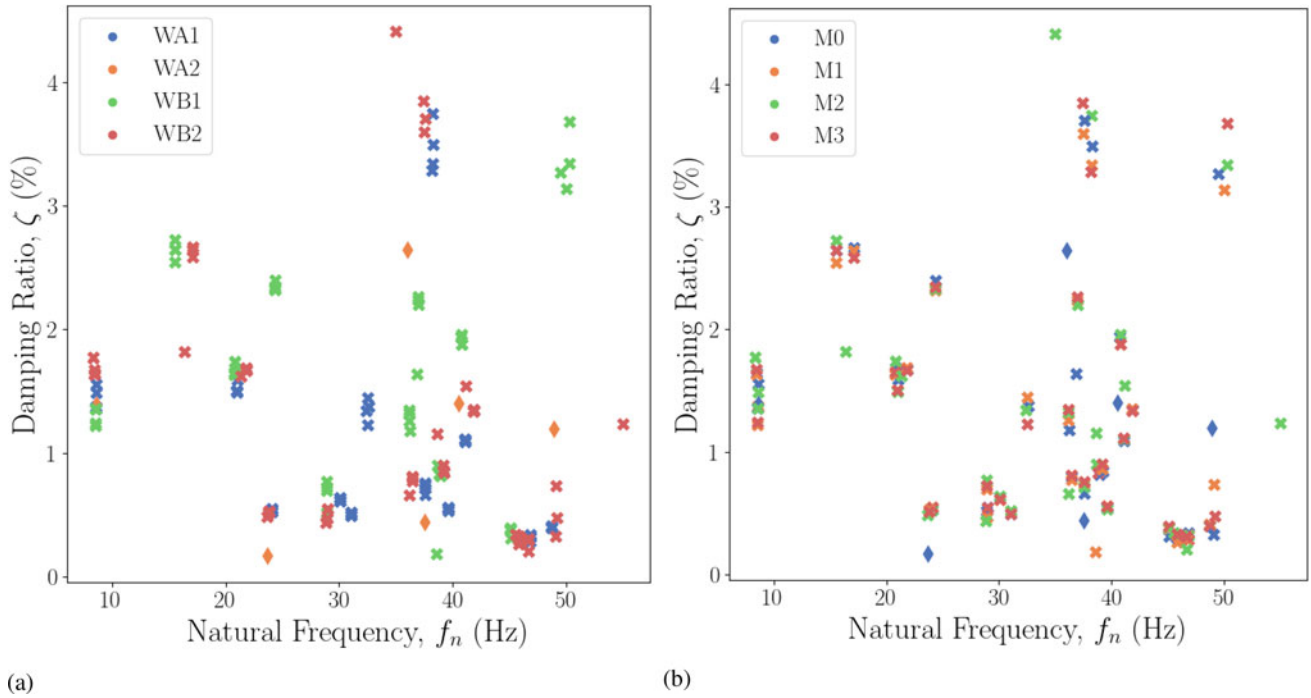 WA1
WA2
WB1
WB2
Damping Ratio, ζ (%)
4
3
2
1
0
10 20 30 40 50
Natural Frequency, fn (Hz)
(a)
M0
M1
M2
M3
Damping Ratio, ζ (%)
4
3
2
1
0
10 20 30 40 50
Natural Frequency, fn (Hz)
(b)